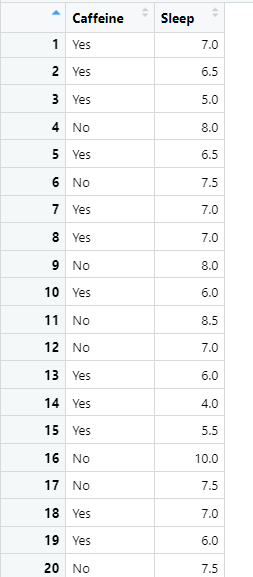 Caffeine Sleep
1 Yes 7.0
2 Yes 6.5
3 Yes 5.0
4 No 8.0
5 Yes 6.5
6 No 7.5
7 Yes 7.0
8 Yes 7.0
9 No 8.0
10 Yes 6.0
11 No 8.5
12 No 7.0
13 Yes 6.0
14 Yes 4.0
15 Yes 5.5
16 No 10.0
17 No 7.5
18 Yes 7.0
19 Yes 6.0
20 No 7.5